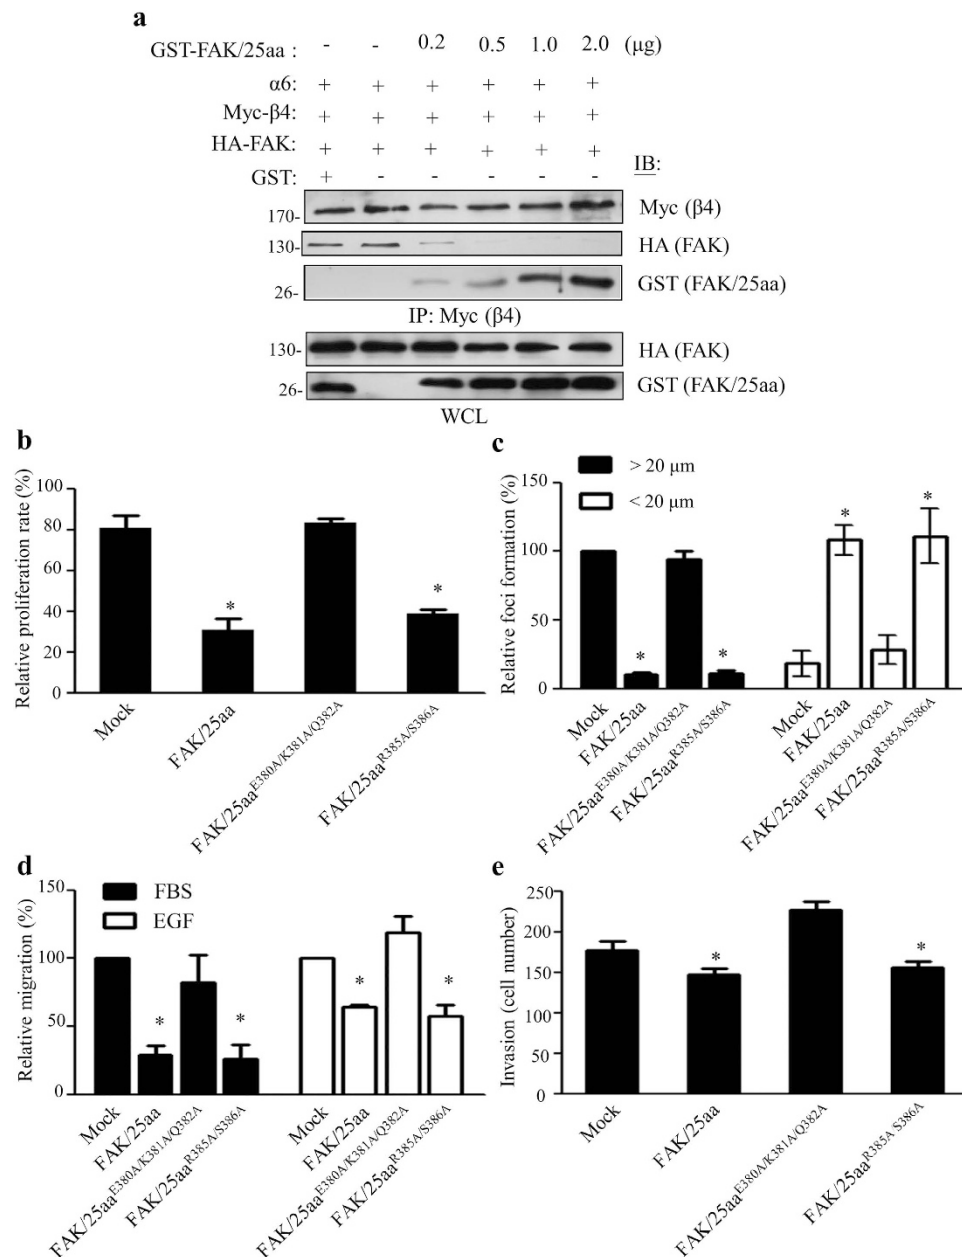 a
GST-FAK/25aa : - - 0.2 0.5 1.0 2.0 (μg)
α6: + + + + + +
Myc-β4: + + + + + +
HA-FAK: + + + + + +
GST: + - - - - -
IB:
170- Myc (β4)
130- HA (FAK)
26- GST (FAK/25aa)
IP: Myc (β4)
130- HA (FAK)
26- GST (FAK/25aa)
WCL
b
Relative proliferation rate (%)
100
80
60
40
20
0
* *
Mock
FAK/25aa
FAK/25aaE380A/K381A/Q382A
FAK/25aaR385A/S386A
c
> 20 μm
< 20 μm
Relative foci formation (%)
150
100
50
0
* * * *
Mock
FAK/25aa
FAK/25aaE380A/K381A/Q382A
FAK/25aaR385A/S386A
Mock
FAK/25aa
FAK/25aaE380A/K381A/Q382A
FAK/25aaR385A/S386A
d
FBS
EGF
Relative migration (%)
150
100
50
0
* * * *
Mock
FAK/25aa
FAK/25aaE380A/K381A/Q382A
FAK/25aaR385A/S386A
Mock
FAK/25aa
FAK/25aaE380A/K381A/Q382A
FAK/25aaR385A/S386A
e
Invasion (cell number)
250
200
150
100
50
0
* *
Mock
FAK/25aa
FAK/25aaE380A/K381A/Q382A
FAK/25aaR385A S386A